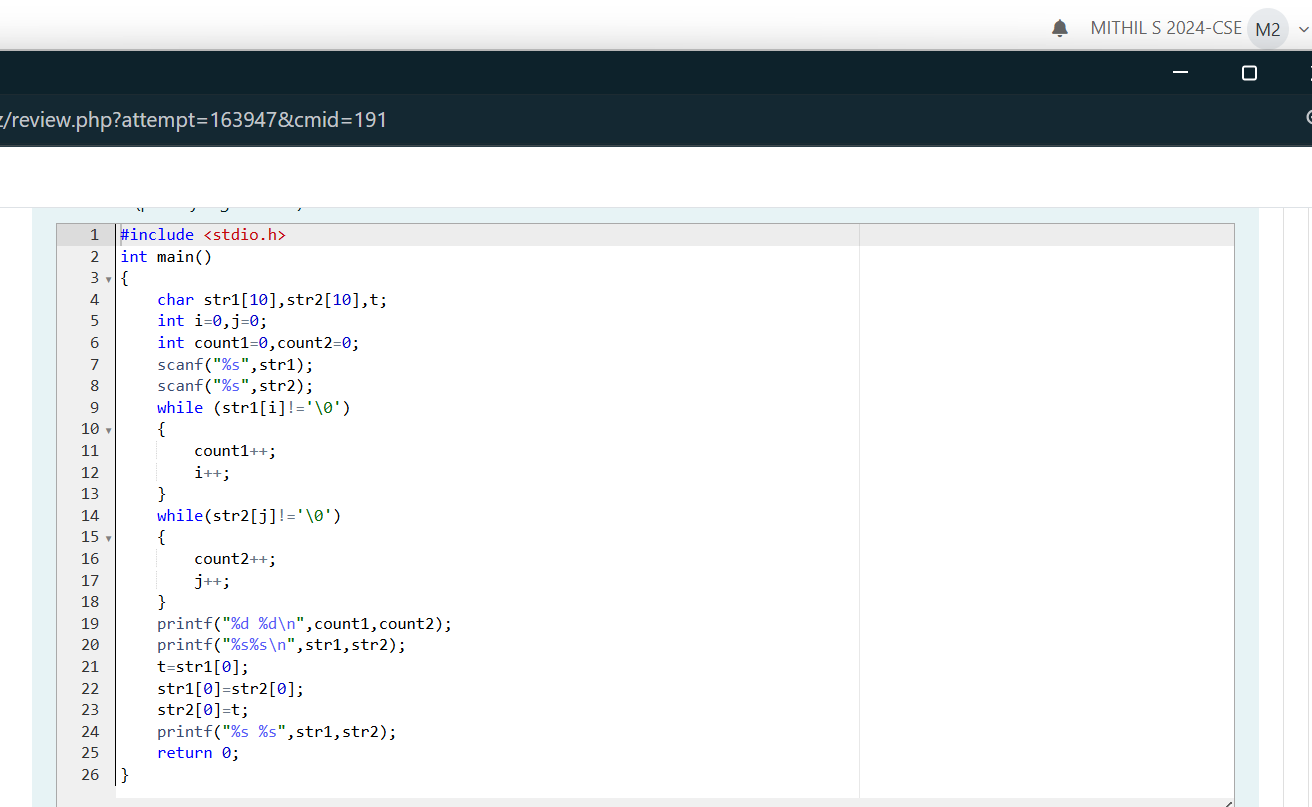 MITHIL S 2024-CSE M2
/review.php?attempt=163947&cmid=191
1 #include <stdio.h>
2 int main()
3 {
4 char str1[10],str2[10],t;
5 int i=0,j=0;
6 int count1=0,count2=0;
7 scanf("%s",str1);
8 scanf("%s",str2);
9 while (str1[i]!='\0')
10 {
11 count1++;
12 i++;
13 }
14 while(str2[j]!='\0')
15 {
16 count2++;
17 j++;
18 }
19 printf("%d %d\n",count1,count2);
20 printf("%s%s\n",str1,str2);
21 t=str1[0];
22 str1[0]=str2[0];
23 str2[0]=t;
24 printf("%s %s",str1,str2);
25 return 0;
26 }